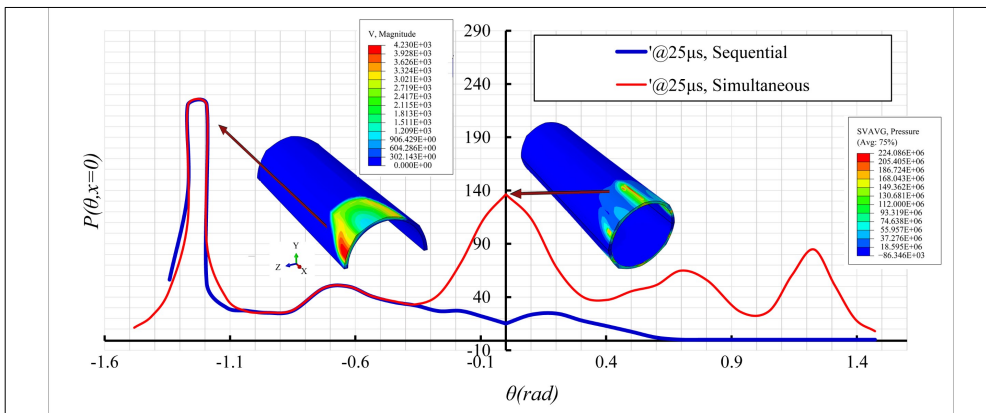 V, Magnitude
4.230E+03
3.928E+03
3.626E+03
3.324E+03
3.021E+03
2.719E+03
2.417E+03
2.115E+03
1.813E+03
1.511E+03
1.209E+03
906.429E+00
604.286E+00
302.143E+00
0.000E+00
290
240
190
140
90
40
-10
'@25μs, Sequential
'@25μs, Simultaneous
SVAVG, Pressure
(Avg: 75%)
224.086E+06
205.405E+06
186.724E+06
168.043E+06
149.362E+06
130.681E+06
112.000E+06
93.319E+06
74.638E+06
55.957E+06
37.276E+06
18.595E+06
−86.346E+03
P(θ,x=0)
Y
Z
X
-1.6
-1.1
-0.6
-0.1
0.4
0.9
1.4
θ(rad)